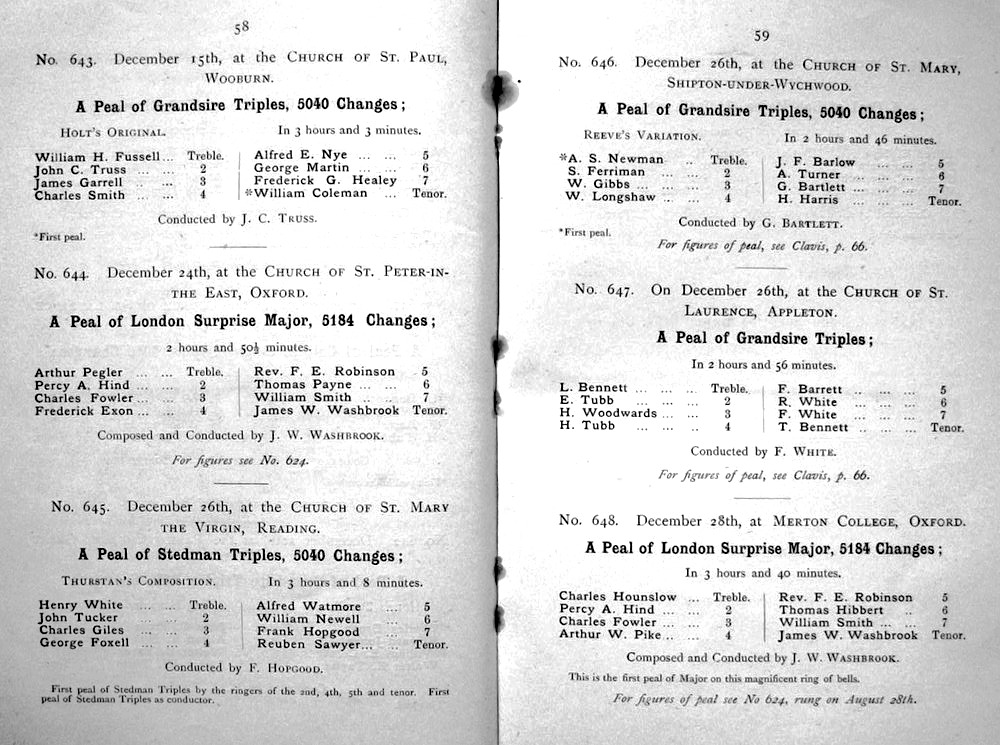 58
No. 643. December 15th, at the Church of St. Paul,
Wooburn.
A Peal of Grandsire Triples, 5040 Changes;
Holt's Original. In 3 hours and 3 minutes.
William H. Fussell... Treble. Alfred E. Nye ... ... 5
John C. Truss ... ... 2 George Martin ... ... 6
James Garrell .. ... 3 Frederick G. Healey 7
Charles Smith ... ... 4 *William Coleman ... Tenor.
Conducted by J. C. Truss.
*First peal.
No. 644. December 24th, at the Church of St. Peter-in-
the East, Oxford.
A Peal of London Surprise Major, 5184 Changes;
2 hours and 50½ minutes.
Arthur Pegler ... ... Treble. Rev. F. E. Robinson 5
Percy A. Hind ... ... 2 Thomas Payne ... ... 6
Charles Fowler ... ... 3 William Smith .. ... 7
Frederick Exon ... ... 4 James W. Washbrook Tenor.
Composed and Conducted by J. W. Washbrook.
For figures see No. 624.
No. 645. December 26th, at the Church of St. Mary
the Virgin, Reading.
A Peal of Stedman Triples, 5040 Changes;
Thurstan's Composition. In 3 hours and 8 minutes.
Henry White ... ... Treble. Alfred Watmore ... 5
John Tucker ... ... 2 William Newell ... 6
Charles Giles ... ... 3 Frank Hopgood ... 7
George Foxell ... ... 4 Reuben Sawyer... ... Tenor.
Conducted by F. Hopgood.
First peal of Stedman Triples by the ringers of the 2nd, 4th, 5th and tenor. First
peal of Stedman Triples as conductor.
59
No. 646. December 26th, at the Church of St. Mary,
Shipton-under-Wychwood.
A Peal of Grandsire Triples, 5040 Changes;
Reeve's Variation. In 2 hours and 46 minutes.
*A. S. Newman .. Treble. J. F. Barlow ... ... 5
S. Ferriman ... ... 2 A. Turner ... ... ... 6
W. Gibbs ... ... ... 3 G. Bartlett ... ... ... 7
W. Longshaw ... ... 4 H. Harris ... ... ... Tenor.
Conducted by G. Bartlett.
*First peal.
For figures of peal, see Clavis, p. 66.
No. 647. On December 26th, at the Church of St.
Laurence, Appleton.
A Peal of Grandsire Triples;
In 2 hours and 56 minutes.
L. Bennett ... ... ... Treble. F. Barrett ... ... ... 5
E. Tubb ... ... ... 2 R. White ... ... ... 6
H. Woodwards ... ... 3 F. White ... ... ... 7
H. Tubb ... ... .. 4 T. Bennett .. ... ... Tenor.
Conducted by F. White.
For figures of peal, see Clavis, p. 66.
No. 648. December 28th, at Merton College, Oxford.
A Peal of London Surprise Major, 5184 Changes;
In 3 hours and 40 minutes.
Charles Hounslow ... Treble. Rev. F. E. Robinson 5
Percy A. Hind ... ... 2 Thomas Hibbert .. 6
Charles Fowler ... ... 3 William Smith ... ... 7
Arthur W. Pike... ... 4 James W. Washbrook Tenor.
Composed and Conducted by J. W. Washbrook.
This is the first peal of Major on this magnificent ring of bells.
For figures of peal see No 624, rung on August 28th.